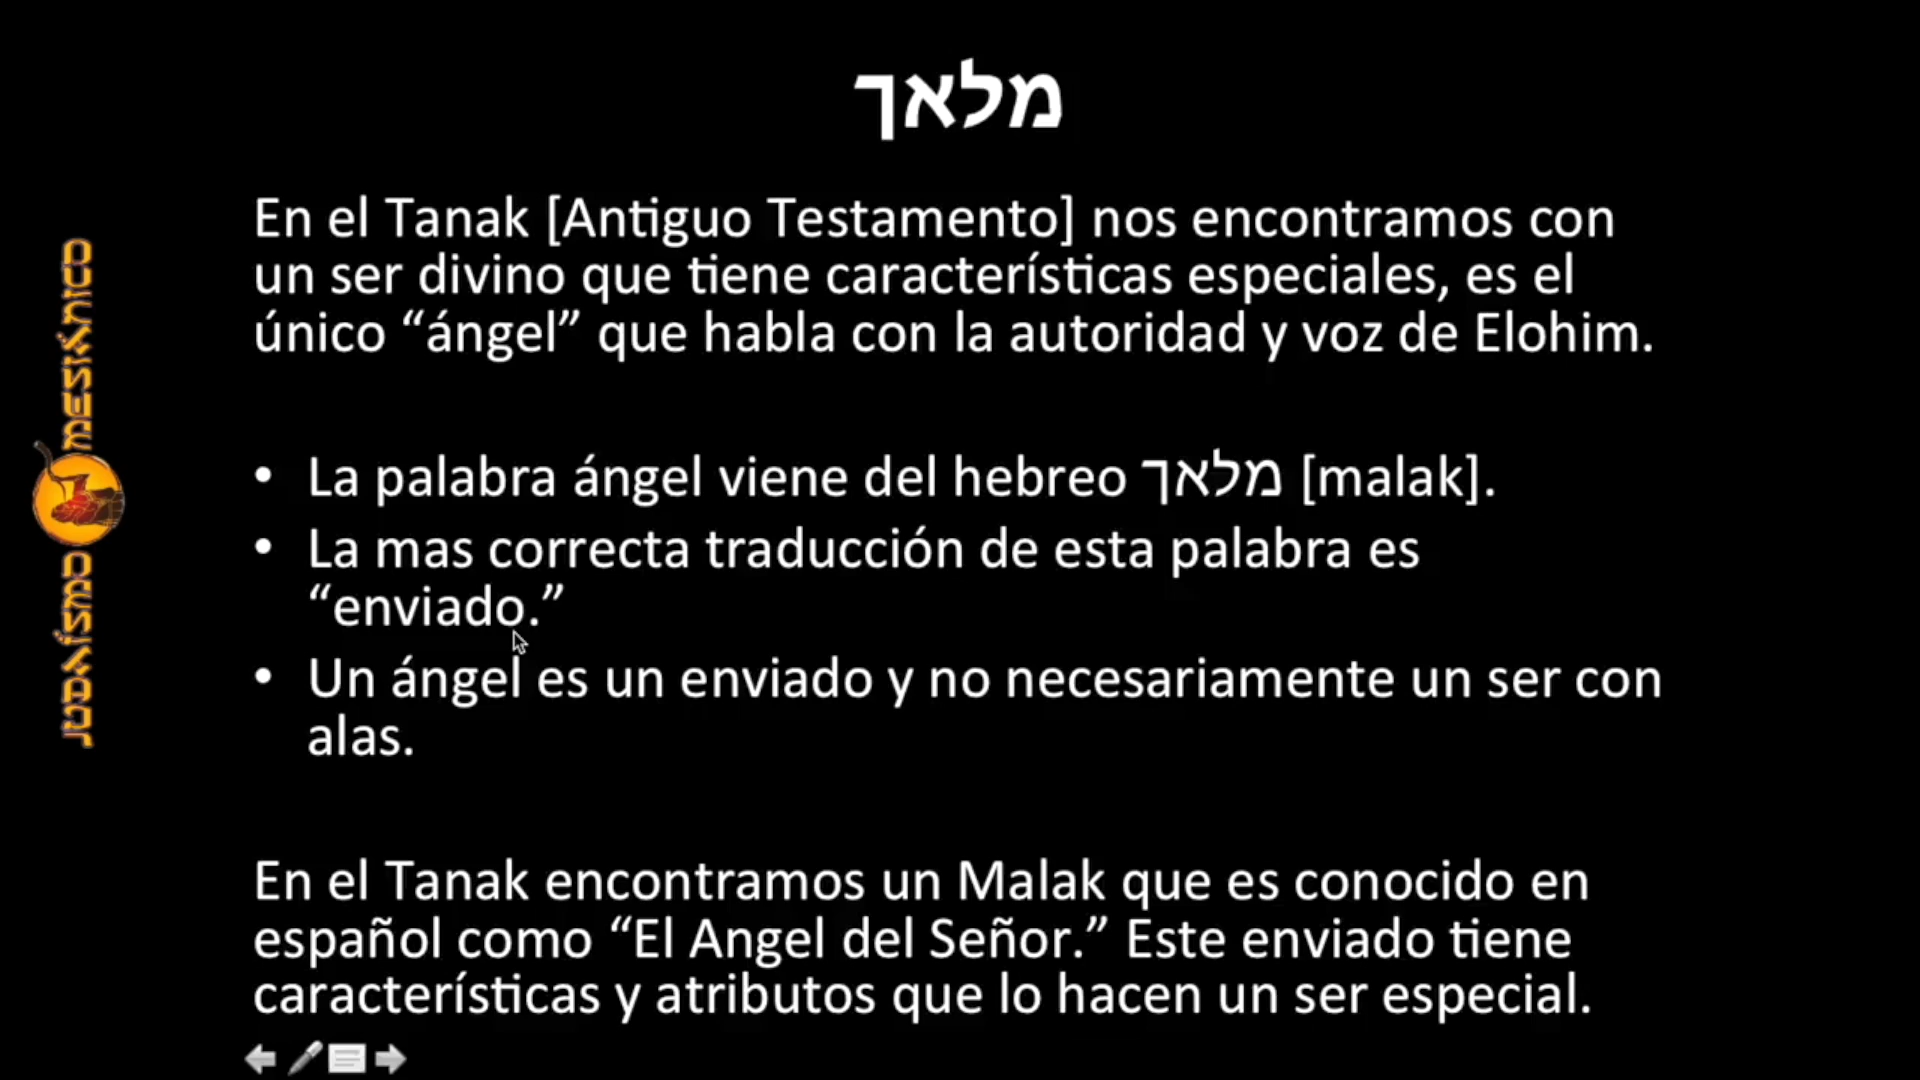 מלאך
En el Tanak [Antiguo Testamento] nos encontramos con
un ser divino que tiene características especiales, es el
único “ángel” que habla con la autoridad y voz de Elohim.
• La palabra ángel viene del hebreo מלאך [malak].
• La mas correcta traducción de esta palabra es
“enviado.”
• Un ángel es un enviado y no necesariamente un ser con
alas.
En el Tanak encontramos un Malak que es conocido en
español como “El Angel del Señor.” Este enviado tiene
características y atributos que lo hacen un ser especial.
JUDAÍSMO MESIÁNICO